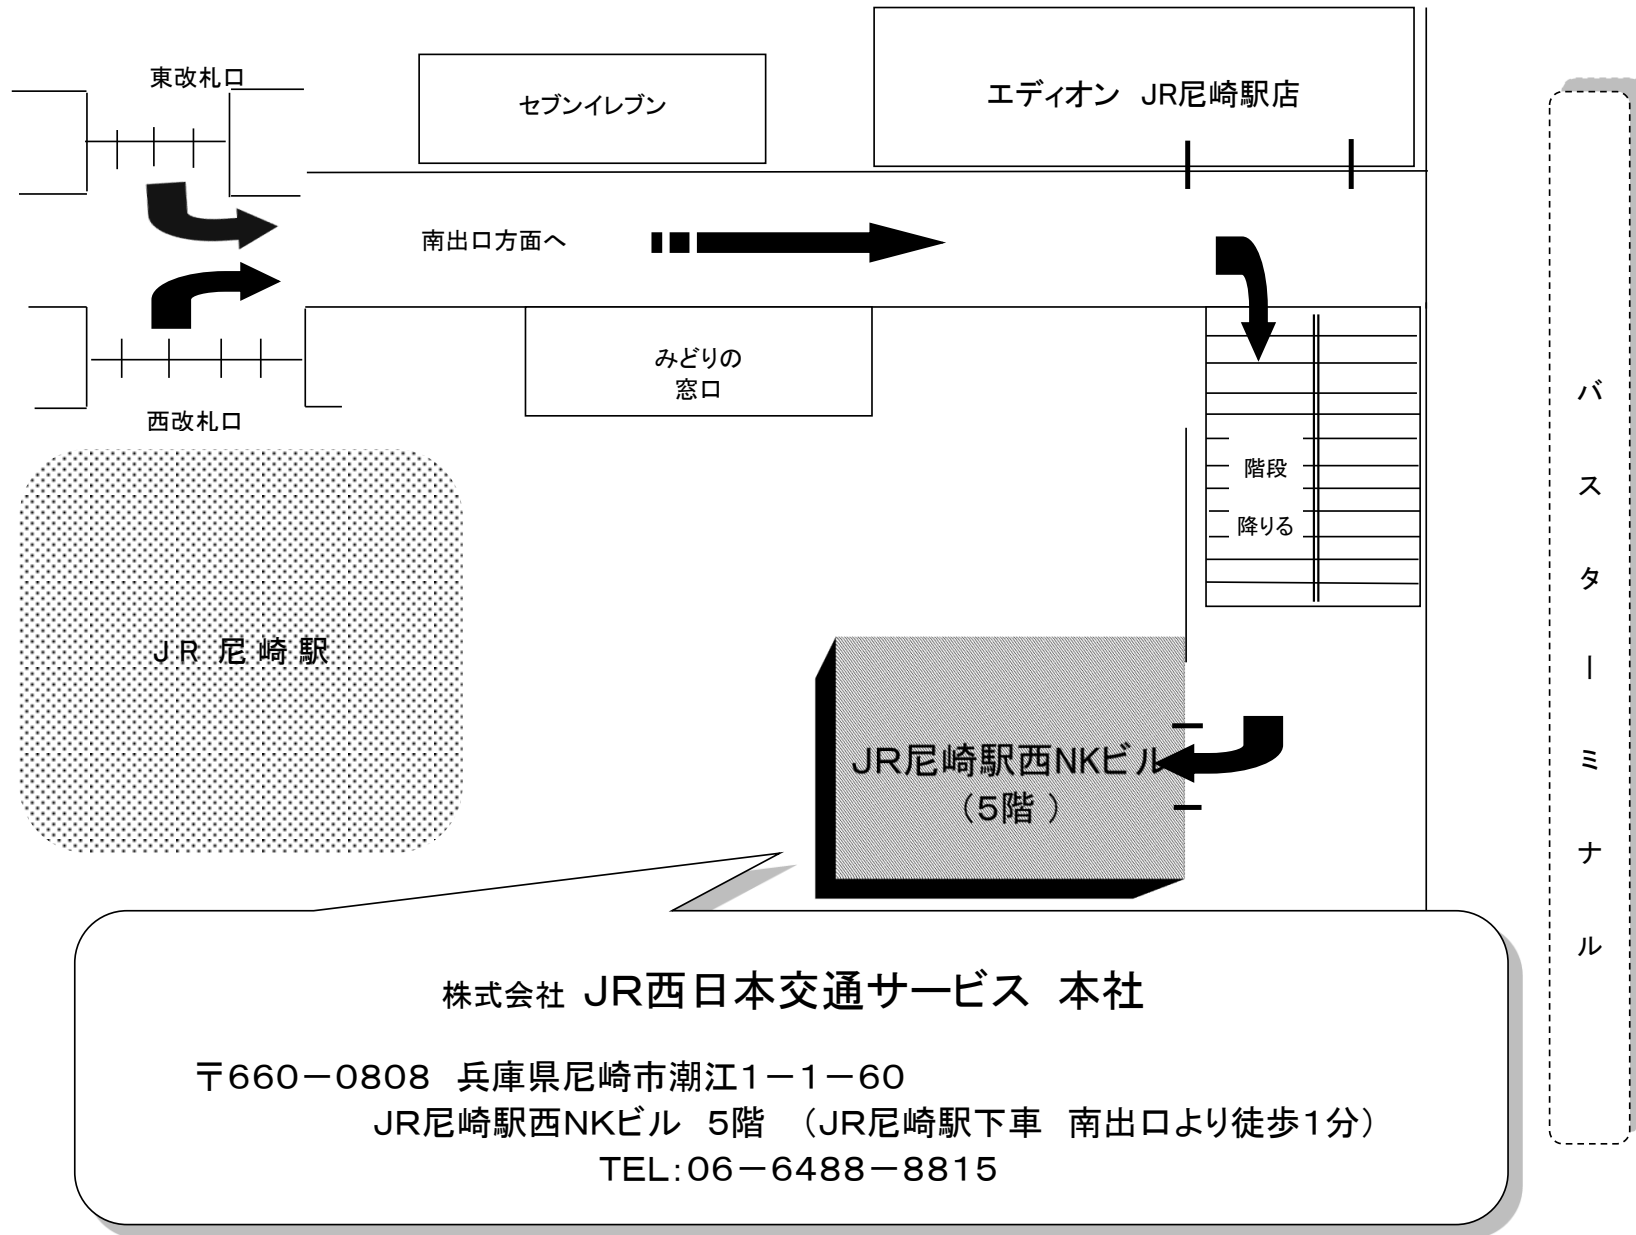 東改札口
セブンイレブン
エディオン　JR尼崎駅店
南出口方面へ
みどりの
窓口
西改札口
階段
降りる
バスターミナル
ＪＲ 尼崎駅
JR尼崎駅西NKビル
（5階 ）
株式会社 JR西日本交通サービス　本社
〒660－0808　兵庫県尼崎市潮江1－1－60
JR尼崎駅西NKビル　5階　（JR尼崎駅下車　南出口より徒歩1分）
TEL：06－6488－8815